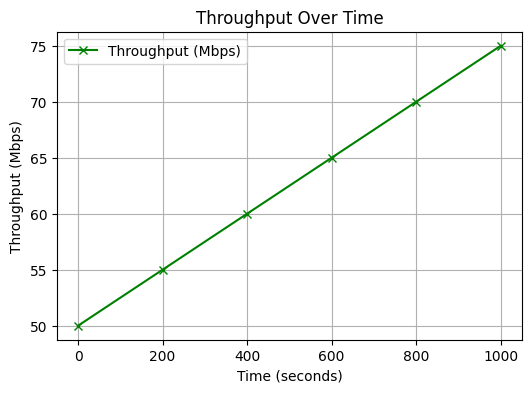 Throughput Over Time
Throughput (Mbps)
Throughput (Mbps)
75
70
65
60
55
50
0 200 400 600 800 1000
Time (seconds)